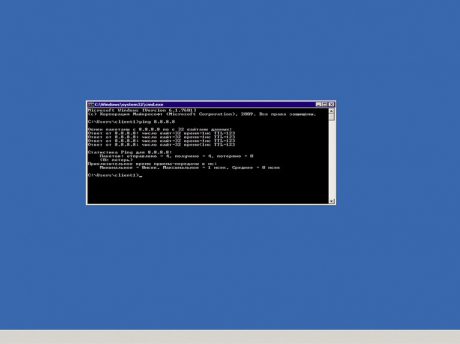 C:\Windows\system32\cmd.exe
Microsoft Windows [Version 6.1.7601]
(c) Корпорация Майкрософт (Microsoft Corporation), 2009. Все права защищены.
C:\Users\client1>ping 8.8.8.8
Обмен пакетами с 8.8.8.8 по с 32 байтами данных:
Ответ от 8.8.8.8: число байт=32 время=1мс TTL=123
Ответ от 8.8.8.8: число байт=32 время=1мс TTL=123
Ответ от 8.8.8.8: число байт=32 время<1мс TTL=123
Ответ от 8.8.8.8: число байт=32 время<1мс TTL=123
Статистика Ping для 8.8.8.8:
Пакетов: отправлено = 4, получено = 4, потеряно = 0
(0% потерь)
Приблизительное время приема-передачи в мс:
Минимальное = 0мсек, Максимальное = 1 мсек, Среднее = 0 мсек
C:\Users\client1>_